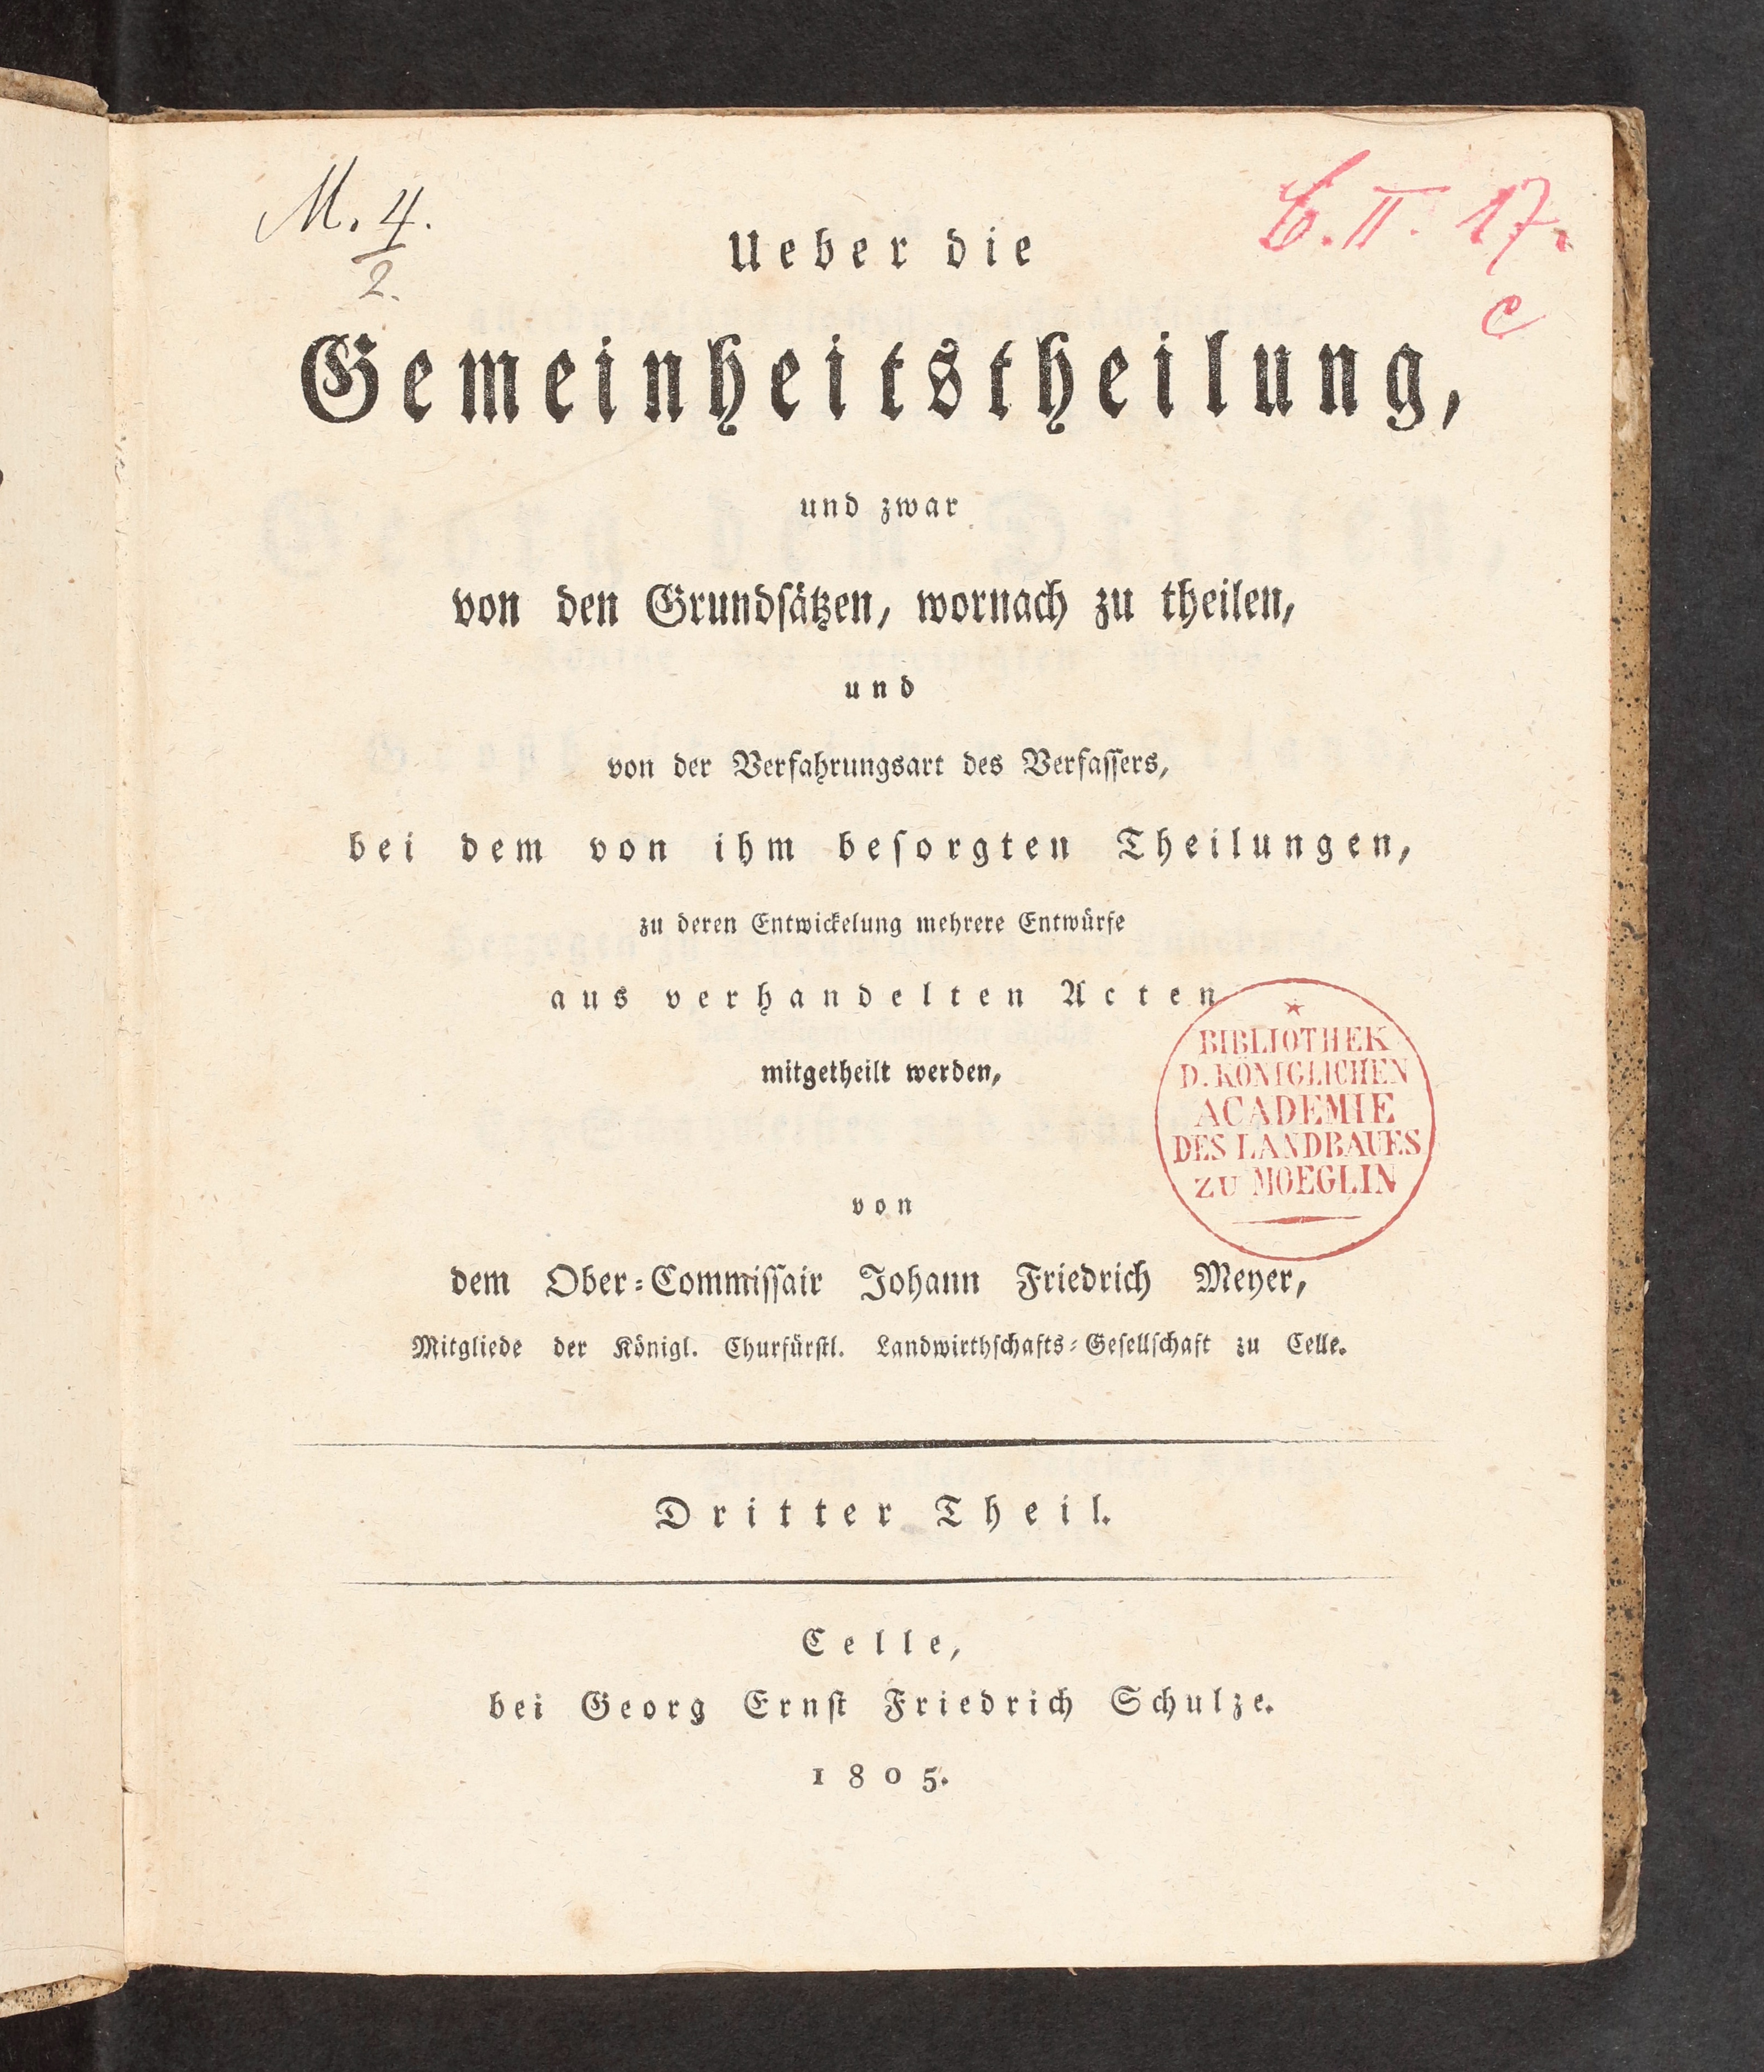 M. 4.
2.
C. II. 17.
c
Ueber die
Gemeinheitstheilung,
und zwar
von den Grundsätzen, wornach zu theilen,
und
von der Verfahrungsart des Verfassers,
bei dem von ihm besorgten Theilungen,
zu deren Entwickelung mehrere Entwürfe
aus verhandelten Acten
mitgetheilt werden,
BIBLIOTHEK
D. KÖNIGLICHEN
ACADEMIE
DES LANDBAUES
ZU MOEGLIN
von
dem Ober-Commissair Johann Friedrich Meyer,
Mitgliede der Königl. Churfürstl. Landwirthschafts-Gesellschaft zu Celle.
Dritter Theil.
Celle,
bei Georg Ernst Friedrich Schulze.
1805.